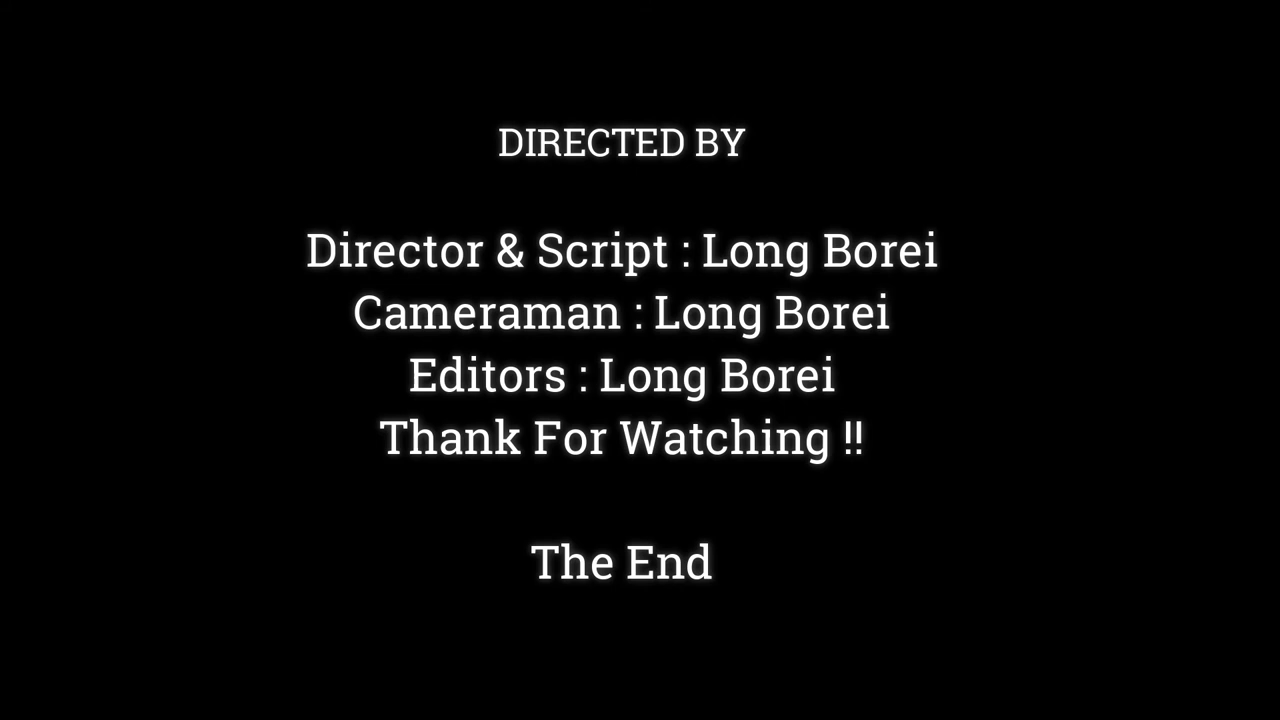 DIRECTED BY
Director & Script : Long Borei
Cameraman : Long Borei
Editors : Long Borei
Thank For Watching !!
The End